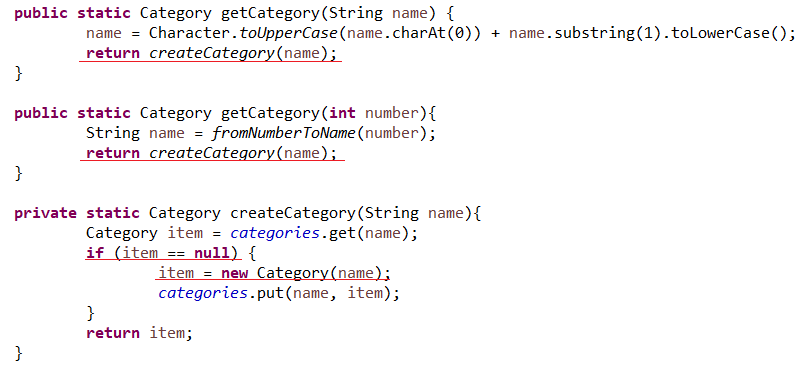 public static Category getCategory(String name) {
name = Character.toUpperCase(name.charAt(0)) + name.substring(1).toLowerCase();
return createCategory(name);
}
public static Category getCategory(int number){
String name = fromNumberToName(number);
return createCategory(name);
}
private static Category createCategory(String name){
Category item = categories.get(name);
if (item == null) {
item = new Category(name);
categories.put(name, item);
}
return item;
}